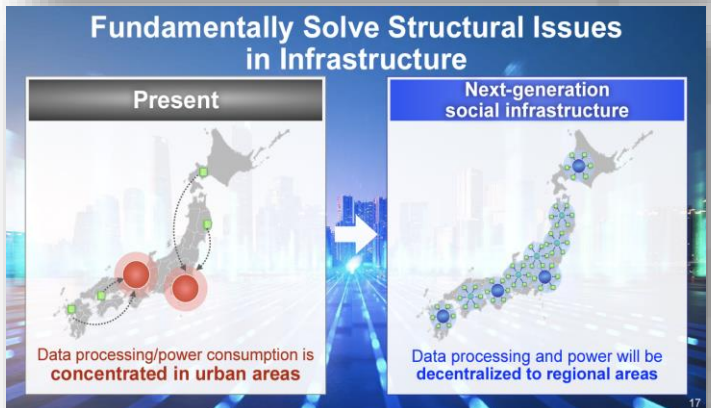 Fundamentally Solve Structural Issues
in Infrastructure
Present
Data processing/power consumption is
concentrated in urban areas
Next-generation
social infrastructure
Data processing and power will be
decentralized to regional areas
17